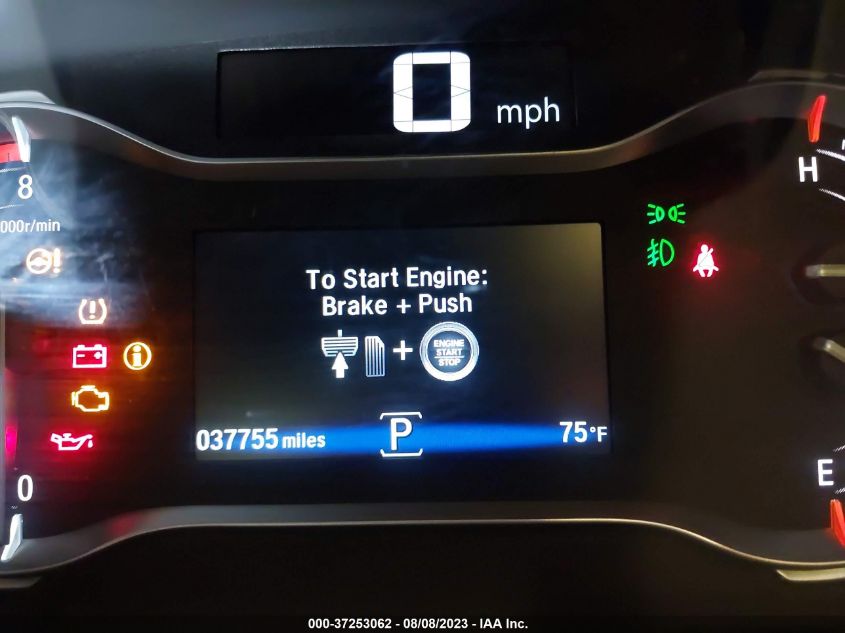 0 mph
8
000r/min
H
To Start Engine:
Brake + Push
+
ENGINE
START
STOP
037755 miles
P
75°F
0
E
000-37253062 - 08/08/2023 - IAA Inc.